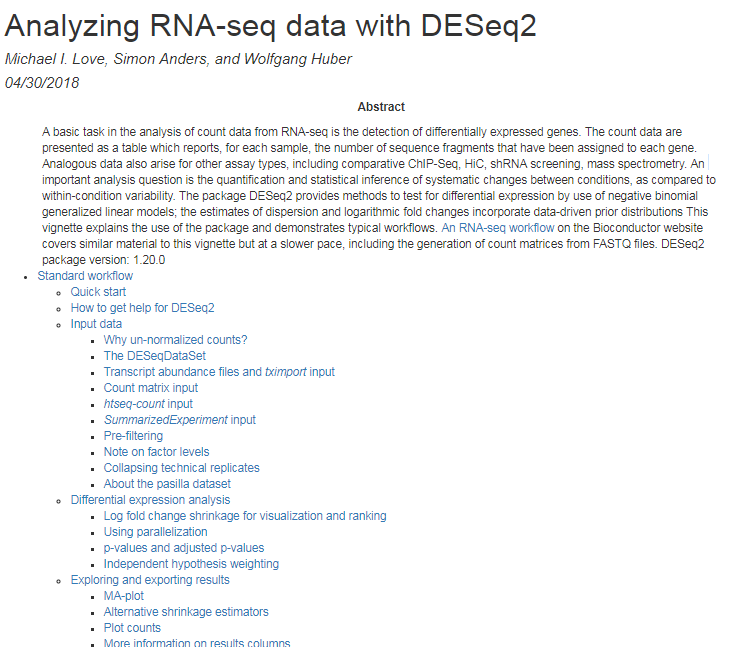 Analyzing RNA-seq data with DESeq2
Michael I. Love, Simon Anders, and Wolfgang Huber
04/30/2018
Abstract
A basic task in the analysis of count data from RNA-seq is the detection of differentially expressed genes. The count data are
presented as a table which reports, for each sample, the number of sequence fragments that have been assigned to each gene.
Analogous data also arise for other assay types, including comparative ChIP-Seq, HiC, shRNA screening, mass spectrometry. An
important analysis question is the quantification and statistical inference of systematic changes between conditions, as compared to
within-condition variability. The package DESeq2 provides methods to test for differential expression by use of negative binomial
generalized linear models; the estimates of dispersion and logarithmic fold changes incorporate data-driven prior distributions This
vignette explains the use of the package and demonstrates typical workflows. An RNA-seq workflow on the Bioconductor website
covers similar material to this vignette but at a slower pace, including the generation of count matrices from FASTQ files. DESeq2
package version: 1.20.0
Standard workflow
Quick start
How to get help for DESeq2
Input data
Why un-normalized counts?
The DESeqDataSet
Transcript abundance files and tximport input
Count matrix input
htseq-count input
SummarizedExperiment input
Pre-filtering
Note on factor levels
Collapsing technical replicates
About the pasilla dataset
Differential expression analysis
Log fold change shrinkage for visualization and ranking
Using parallelization
p-values and adjusted p-values
Independent hypothesis weighting
Exploring and exporting results
MA-plot
Alternative shrinkage estimators
Plot counts
More information on results columns